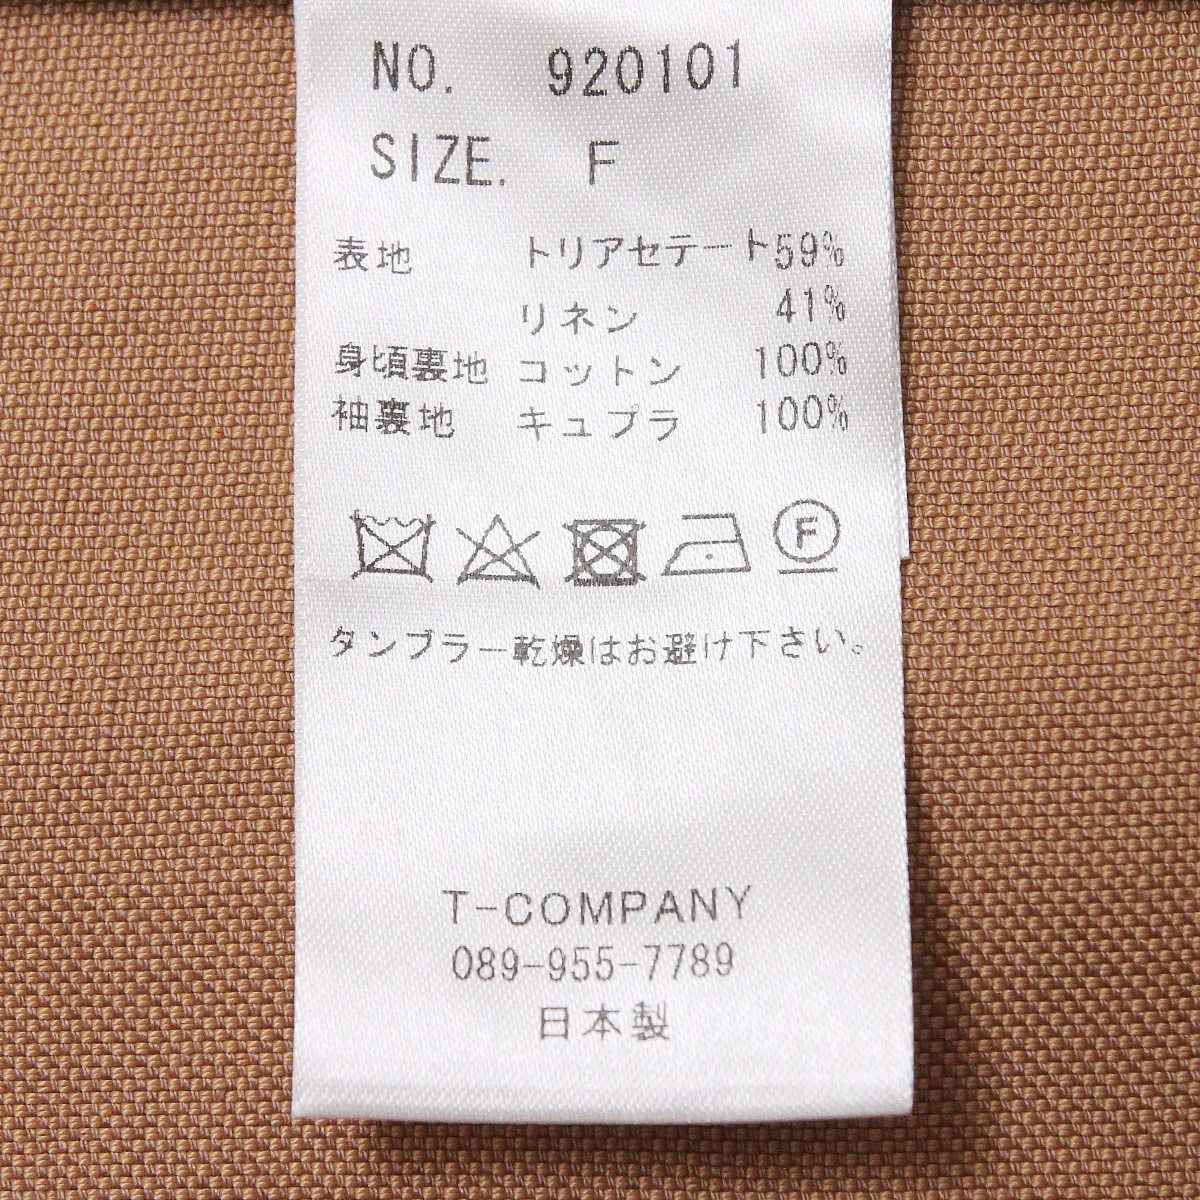 NO. 920101
SIZE. F
表地 トリアセテート59%
リネン 41%
身頃裏地 コットン 100%
袖裏地 キュプラ 100%
F
タンブラー乾燥はお避け下さい。
T-COMPANY
089-955-7789
日本製